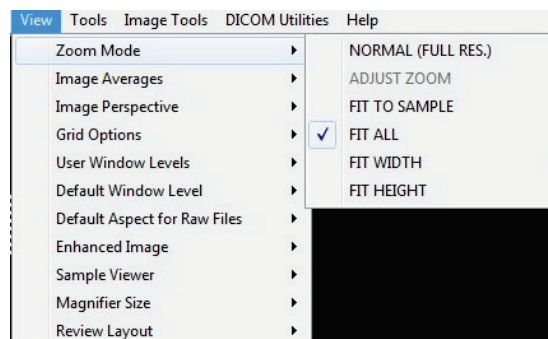 View Tools Image Tools DICOM Utilities Help
Zoom Mode
Image Averages
Image Perspective
Grid Options
User Window Levels
Default Window Level
Default Aspect for Raw Files
Enhanced Image
Sample Viewer
Magnifier Size
Review Layout
NORMAL (FULL RES.)
ADJUST ZOOM
FIT TO SAMPLE
FIT ALL
FIT WIDTH
FIT HEIGHT